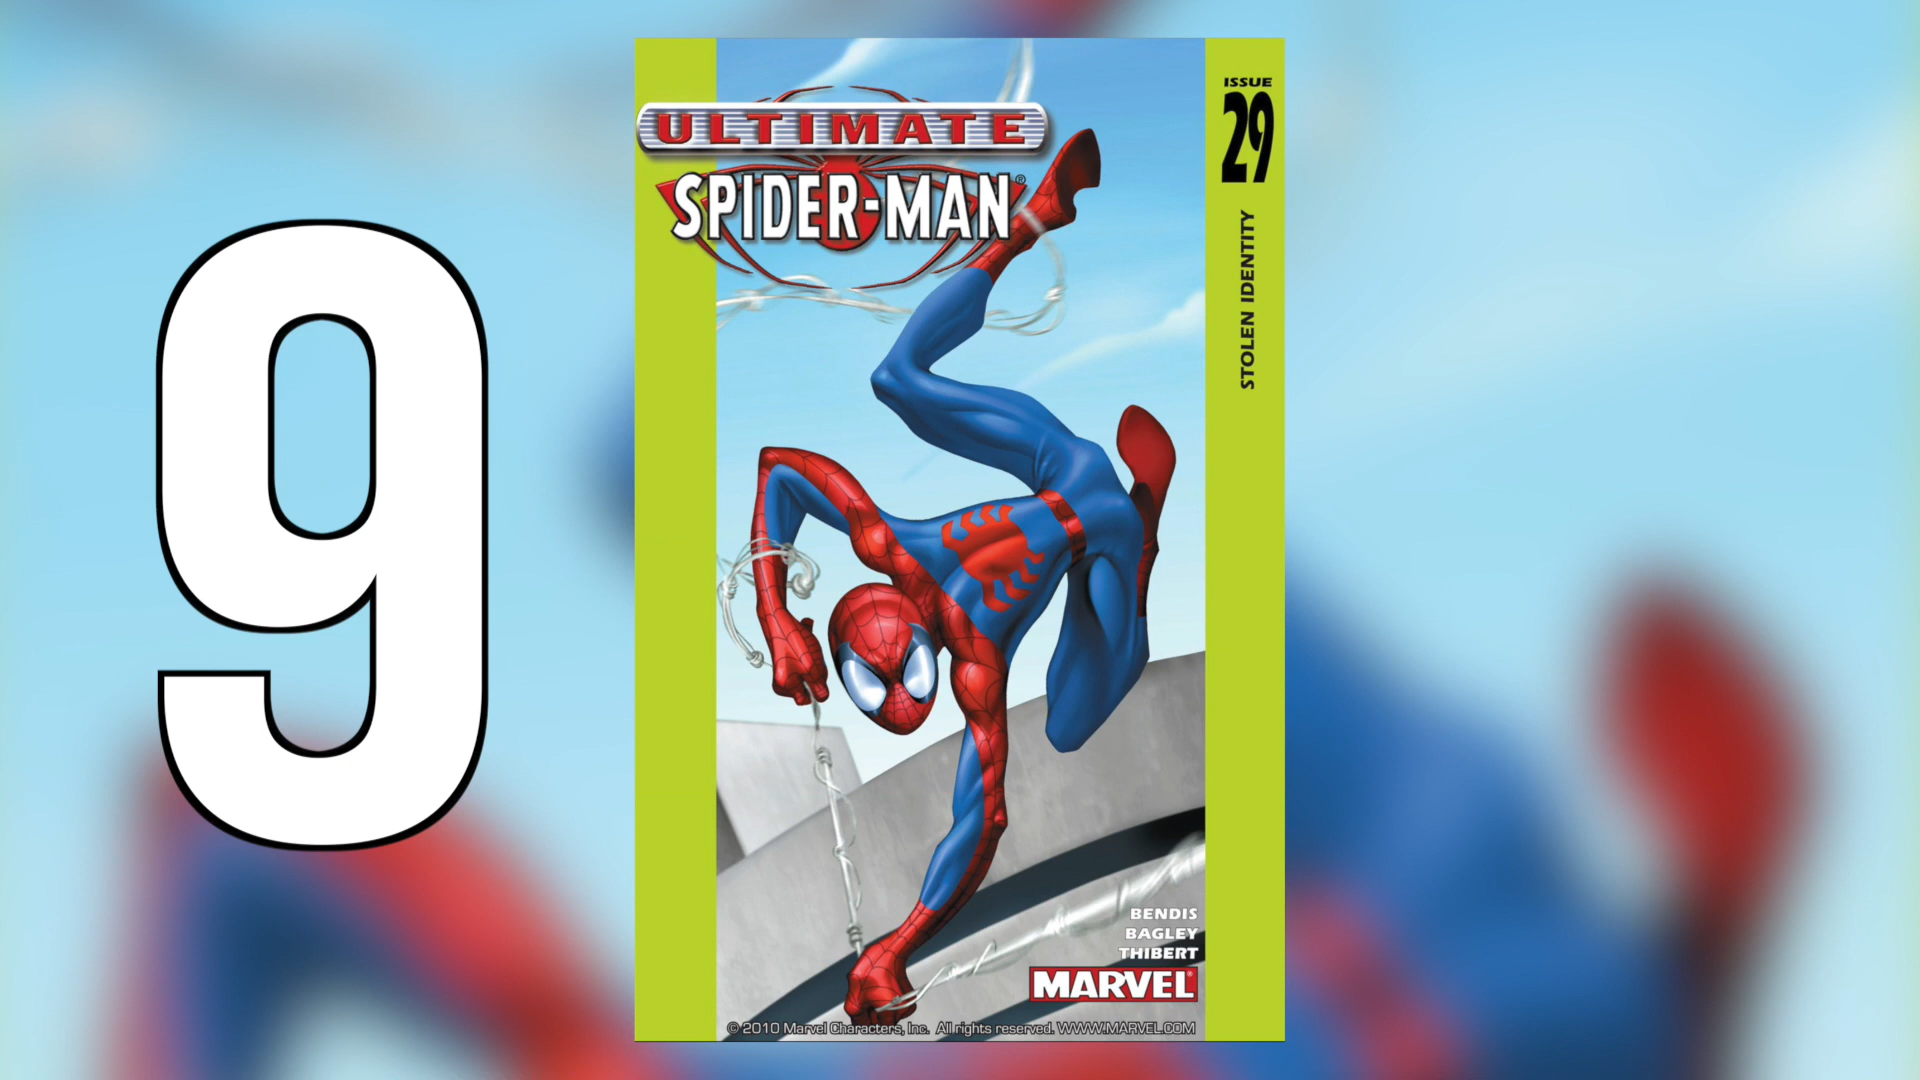 9
ULTIMATE
SPIDER-MAN®
ISSUE
29
STOLEN IDENTITY
BENDIS
BAGLEY
THIBERT
MARVEL®
© 2010 Marvel Characters, Inc. All rights reserved. WWW.MARVEL.COM